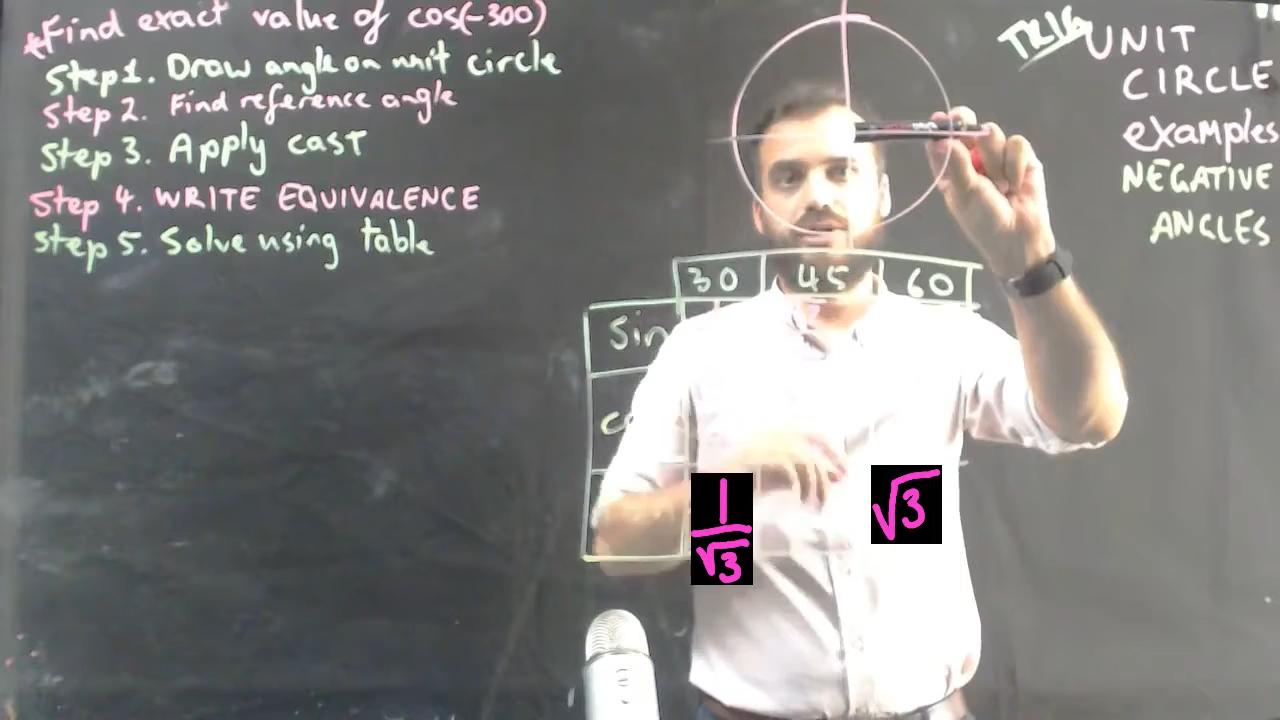 *Find exact value of cos(-300)
Step 1. Draw angle on unit circle
Step 2. Find reference angle
Step 3. Apply cast
Step 4. WRITE EQUIVALENCE
Step 5. Solve using table
TRIG UNIT
CIRCLE
examples
NEGATIVE
ANGLES
30 45 60
Sin
1/√3 √3